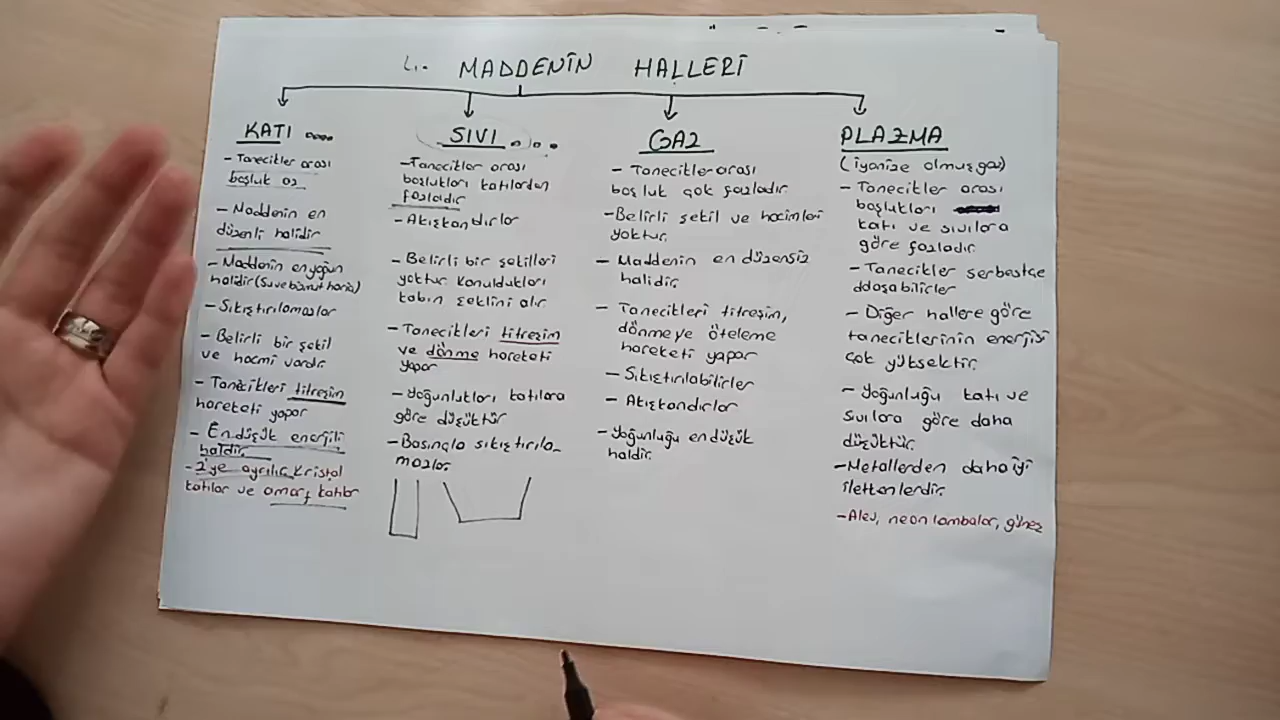 4.- MADDENİN HALLERİ
KATI
- Tanecikler arası
boşluk az
- Maddenin en
düzenli halidir
- Maddenin en yoğun
halidir (Su ve bizmut hariç)
- Sıkıştırılamazlar
- Belirli bir şekil
ve hacmi vardır.
- Tanecikleri titreşim
hareketi yapar
- En düşük enerjili
haldir.
- 2'ye ayrılır. Kristal
katılar ve amorf katılar
SIVI
- Tanecikler arası
boşlukları katılardan
fazladır
- Akışkandırlar
- Belirli bir şekilleri
yoktur konuldukları
kabın şeklini alır.
- Tanecikleri titreşim
ve dönme hareketi
yapar
- Yoğunlukları katılara
göre düşüktür
- Basınçla sıkıştırıla-
mazlar
GAZ
- Tanecikler arası
boşluk çok fazladır.
- Belirli şekil ve hacimleri
yoktur.
- Maddenin en düzensiz
halidir.
- Tanecikleri titreşim,
dönme ve öteleme
hareketi yapar
- Sıkıştırılabilirler
- Akışkandırlar
- Yoğunluğu en düşük
haldir.
PLAZMA
(iyonize olmuş gaz)
- Tanecikler arası
boşlukları
katı ve sıvılara
göre fazladır.
- Tanecikler serbestçe
dolaşabilirler
- Diğer hallere göre
taneciklerinin enerjisi
çok yüksektir.
- Yoğunluğu katı ve
sıvılara göre daha
düşüktür.
- Metallerden daha iyi
iletkenlerdir.
- Alev, neon lambalar, güneş